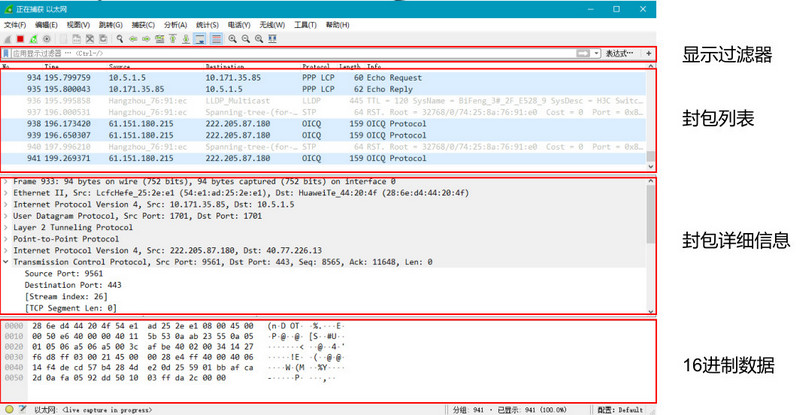 正在捕获 以太网
文件(F) 编辑(E) 视图(V) 跳转(G) 捕获(C) 分析(A) 统计(S) 电话(Y) 无线(W) 工具(T) 帮助(H)
应用显示过滤器 … <Ctrl-/> 表达式… +
显示过滤器
No. Time Source Destination Protocol Length Info
934 195.799759 10.5.1.5 10.171.35.85 PPP LCP 60 Echo Request
935 195.800043 10.171.35.85 10.5.1.5 PPP LCP 62 Echo Reply
936 195.995858 Hangzhou_76:91:ec LLDP_Multicast LLDP 445 TTL = 120 SysName = BiFeng_3#_2F_E528_9 SysDesc = H3C Switc…
937 196.000531 Hangzhou_76:91:ec Spanning-tree-(for-… STP 64 RST. Root = 32768/0/74:25:8a:76:91:e0 Cost = 0 Port = 0x8…
938 196.173420 61.151.180.215 222.205.87.180 OICQ 159 OICQ Protocol
939 196.650307 61.151.180.215 222.205.87.180 OICQ 159 OICQ Protocol
940 197.996210 Hangzhou_76:91:ec Spanning-tree-(for-… STP 64 RST. Root = 32768/0/74:25:8a:76:91:e0 Cost = 0 Port = 0x8…
941 199.269371 61.151.180.215 222.205.87.180 OICQ 159 OICQ Protocol
封包列表
Frame 933: 94 bytes on wire (752 bits), 94 bytes captured (752 bits) on interface 0
Ethernet II, Src: LcfcHefe_25:2e:e1 (54:e1:ad:25:2e:e1), Dst: HuaweiTe_44:20:4f (28:6e:d4:44:20:4f)
Internet Protocol Version 4, Src: 10.171.35.85, Dst: 10.5.1.5
User Datagram Protocol, Src Port: 1701, Dst Port: 1701
Layer 2 Tunneling Protocol
Point-to-Point Protocol
Internet Protocol Version 4, Src: 222.205.87.180, Dst: 40.77.226.13
Transmission Control Protocol, Src Port: 9561, Dst Port: 443, Seq: 8565, Ack: 11648, Len: 0
Source Port: 9561
Destination Port: 443
[Stream index: 26]
[TCP Segment Len: 0]
封包详细信息
0000 28 6e d4 44 20 4f 54 e1 ad 25 2e e1 08 00 45 00 (n·D OT· ·%.···E·
0010 00 50 e6 40 00 00 40 11 5b 53 0a ab 23 55 0a 05 ·P·@··@· [S··#U··
0020 01 05 06 a5 06 a5 00 3c af be 40 02 00 34 14 27 ·······< ··@··4·'
0030 f6 d8 ff 03 00 21 45 00 00 28 e4 ff 40 00 40 06 ·····!E· ·(··@·@·
0040 14 f4 de cd 57 b4 28 4d e2 0d 25 59 01 bb af ca ····W·(M ··%Y····
0050 2d 0a fa 05 92 dd 50 10 03 ff da 2c 00 00 -·····P· ···,··
16进制数据
以太网: <live capture in progress> 分组: 941 · 已显示: 941 (100.0%) 配置: Default